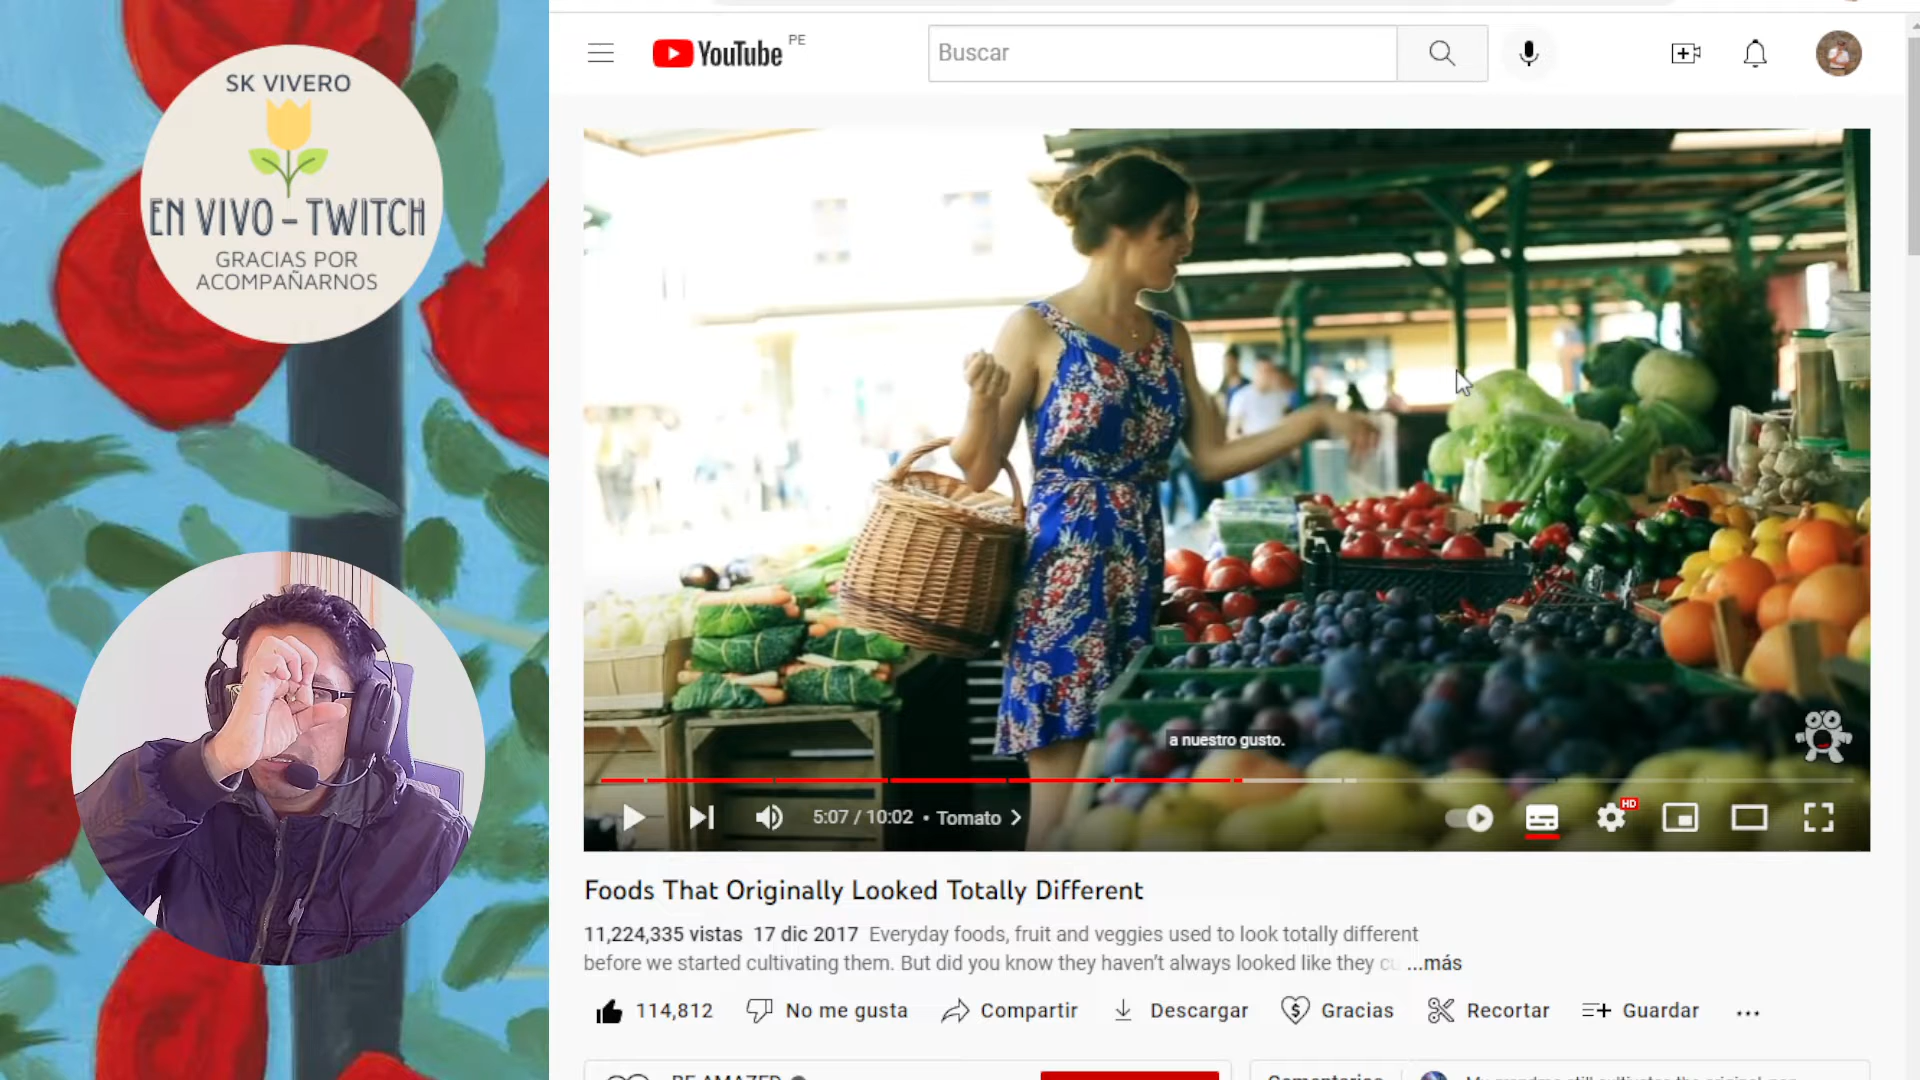 SK VIVERO
EN VIVO - TWITCH
GRACIAS POR
ACOMPAÑARNOS
YouTube PE
Buscar
a nuestro gusto.
5:07 / 10:02 • Tomato
HD
Foods That Originally Looked Totally Different
11,224,335 vistas 17 dic 2017 Everyday foods, fruit and veggies used to look totally different
before we started cultivating them. But did you know they haven't always looked like they ...más
114,812 No me gusta Compartir Descargar Gracias Recortar Guardar
BE AMAZED
Comentarios